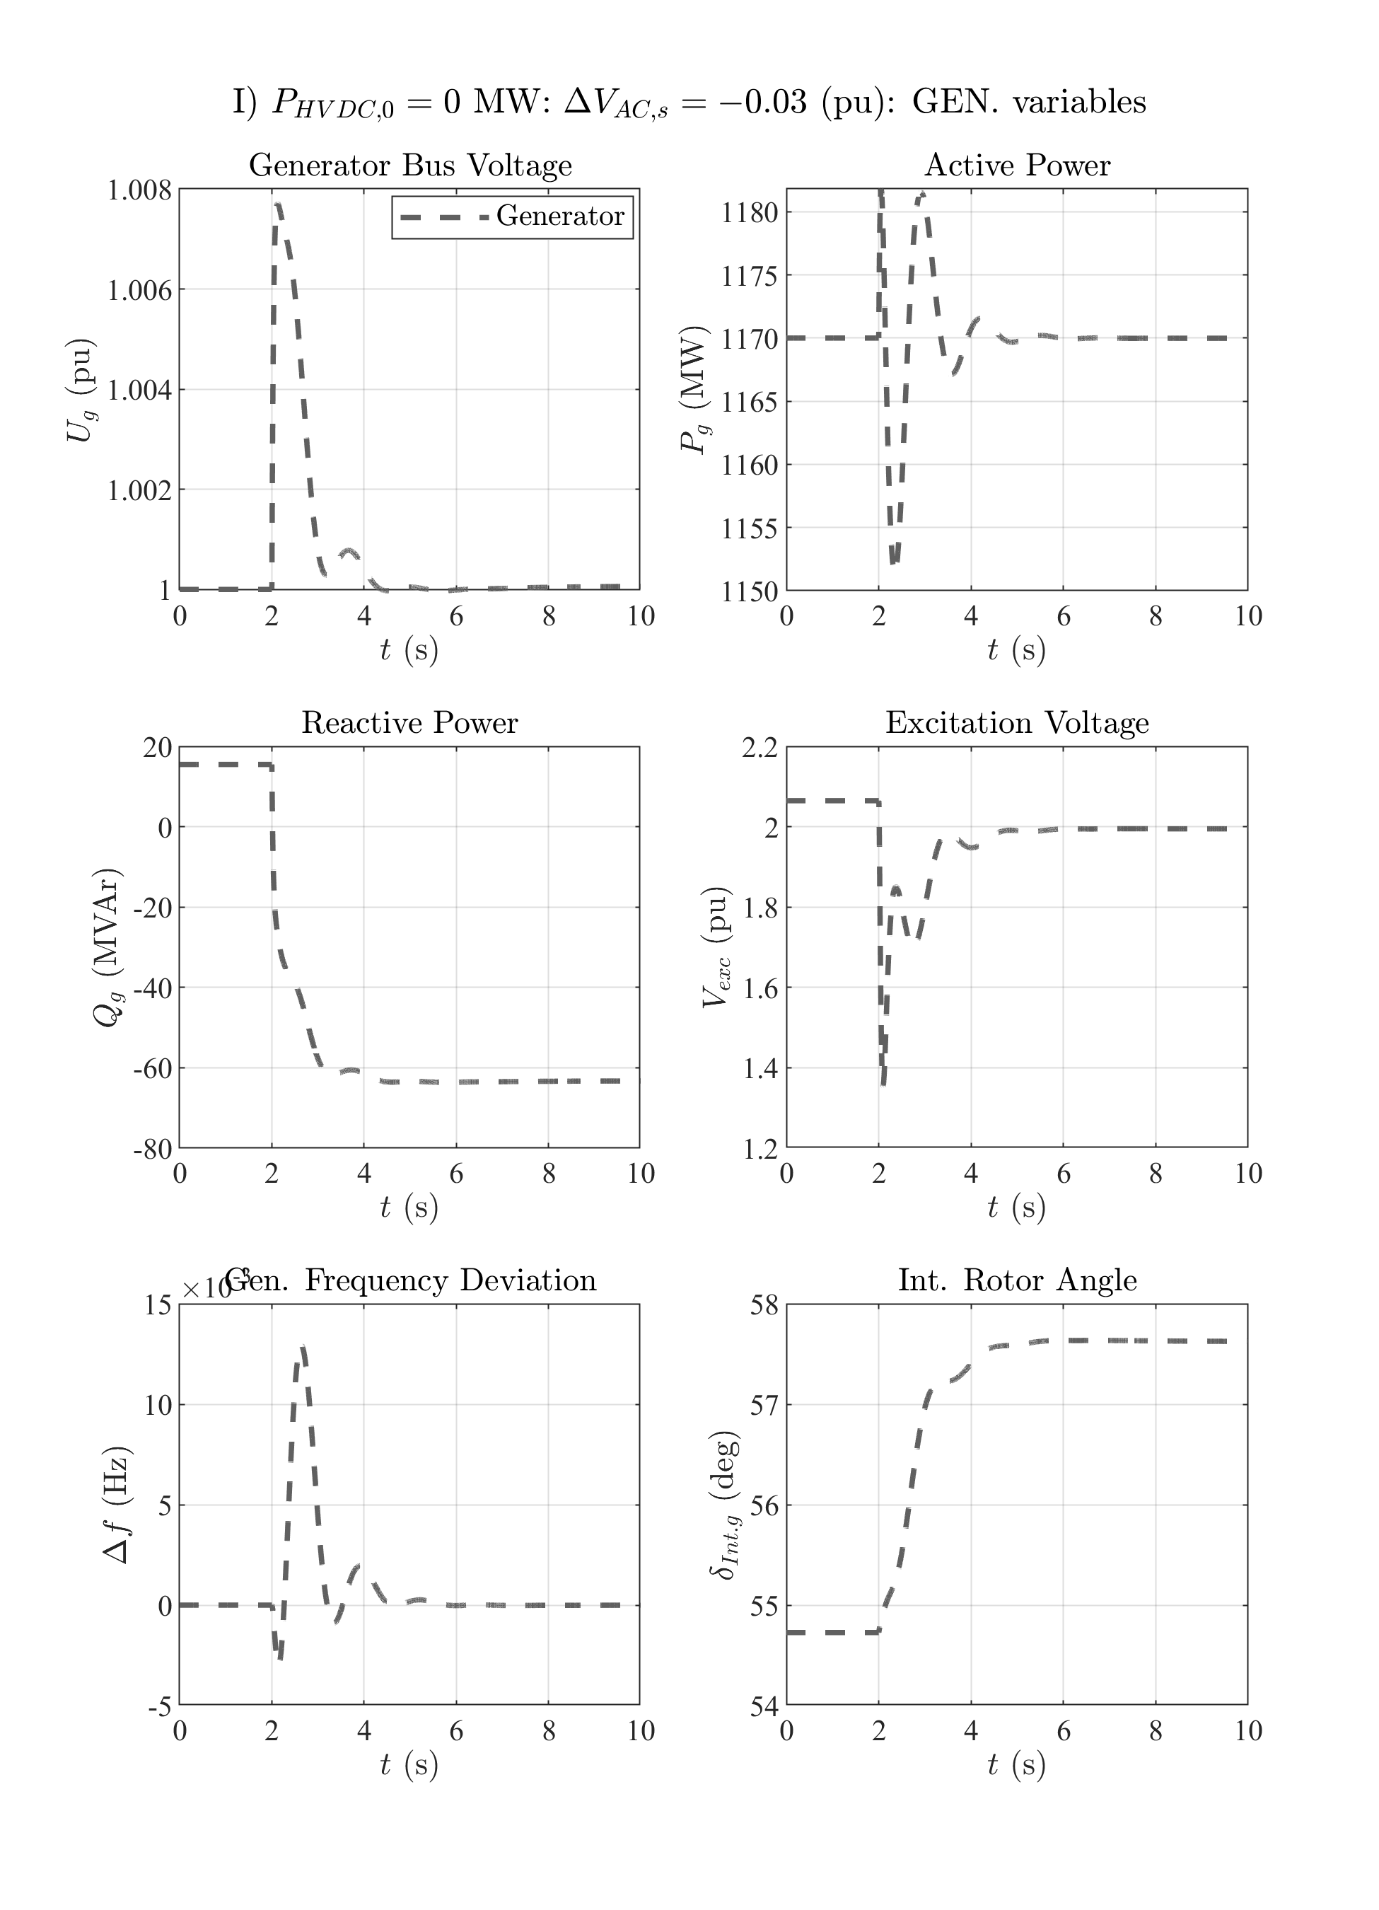 I) P_{HVDC,0} = 0 MW: ΔV_{AC,s} = −0.03 (pu): GEN. variables
Generator Bus Voltage
1.008
1.006
1.004
1.002
1
U_g (pu)
Generator
0 2 4 6 8 10
t (s)
Active Power
1180
1175
1170
1165
1160
1155
1150
P_g (MW)
0 2 4 6 8 10
t (s)
Reactive Power
20
0
-20
-40
-60
-80
Q_g (MVAr)
0 2 4 6 8 10
t (s)
Excitation Voltage
2.2
2
1.8
1.6
1.4
1.2
V_{exc} (pu)
0 2 4 6 8 10
t (s)
Gen. Frequency Deviation
×10^{-3}
15
10
5
0
-5
Δf (Hz)
0 2 4 6 8 10
t (s)
Int. Rotor Angle
58
57
56
55
54
δ_{Int.g} (deg)
0 2 4 6 8 10
t (s)